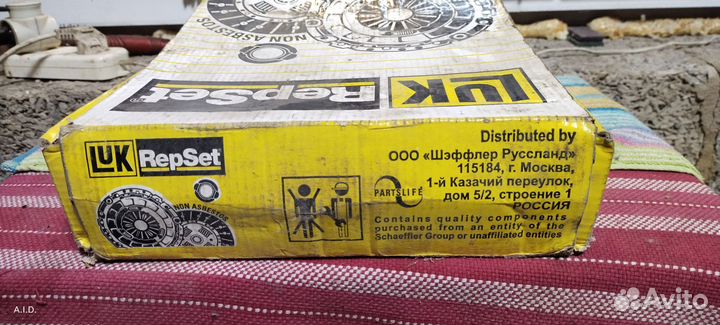 NON ASBESTOS
LuK
RepSet®
LuK RepSet®
NON ASBESTOS
PARTSLIFE
Distributed by
ООО «Шэффлер Руссланд»
115184, г. Москва,
1-й Казачий переулок,
дом 5/2, строение 1
РОССИЯ
Contains quality components
purchased from an entity of the
Schaeffler Group or unaffiliated entities
A.I.D.
Avito